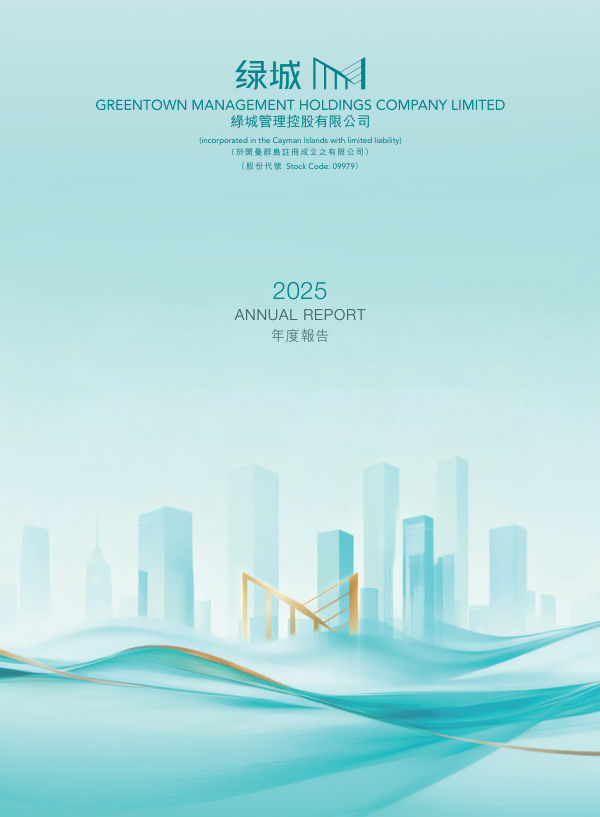 绿城
GREENTOWN MANAGEMENT HOLDINGS COMPANY LIMITED
綠城管理控股有限公司
(incorporated in the Cayman Islands with limited liability)
（於開曼群島註冊成立之有限公司）
（股份代號 Stock Code: 09979）
2025
ANNUAL REPORT
年度報告